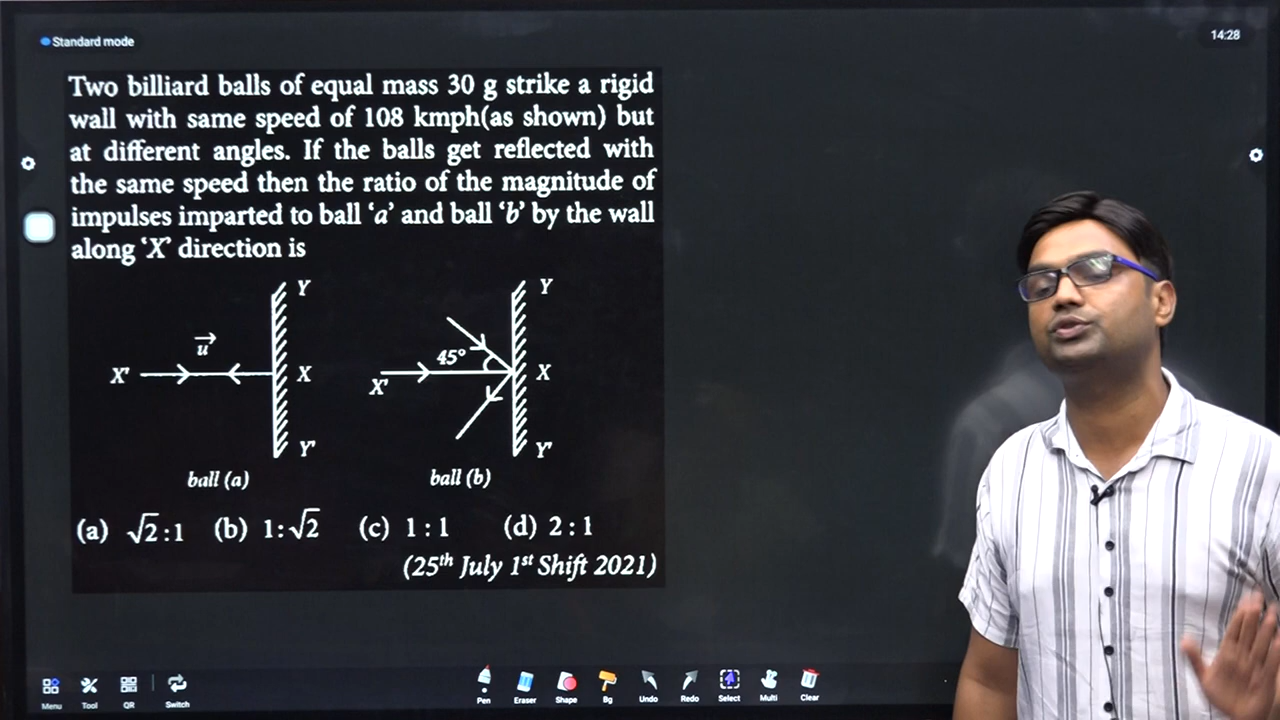 Standard mode
14:28
Two billiard balls of equal mass 30 g strike a rigid
wall with same speed of 108 kmph(as shown) but
at different angles. If the balls get reflected with
the same speed then the ratio of the magnitude of
impulses imparted to ball ‘a’ and ball ‘b’ by the wall
along ‘X’ direction is
Y Y
u⃗
45°
X' X X' X
Y' Y'
ball (a) ball (b)
(a) √2:1 (b) 1:√2 (c) 1 : 1 (d) 2 : 1
(25th July 1st Shift 2021)
Menu Tool QR Switch Pen Eraser Shape Bg Undo Redo Select Multi Clear